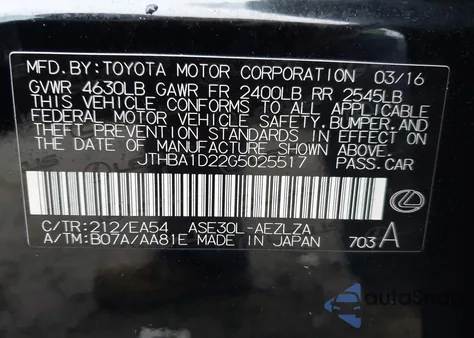 MFD.BY:TOYOTA MOTOR CORPORATION 03/16
GVWR 4630LB GAWR FR 2400LB RR 2545LB
THIS VEHICLE CONFORMS TO ALL APPLICABLE
FEDERAL MOTOR VEHICLE SAFETY,BUMPER,AND
THEFT PREVENTION STANDARDS IN EFFECT ON
THE DATE OF MANUFACTURE SHOWN ABOVE.
JTHBA1D22G5025517 PASS.CAR
C/TR:212/EA54 ASE30L-AEZLZA
A/TM:B07A/AA81E MADE IN JAPAN 703 A